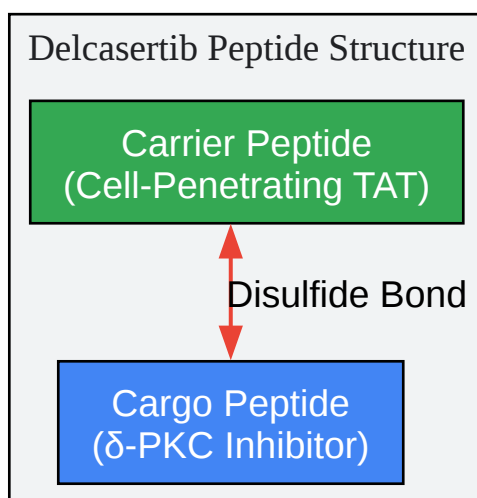 Delcasertib Peptide Structure
Carrier Peptide
(Cell-Penetrating TAT)
Disulfide Bond
Cargo Peptide
(δ-PKC Inhibitor)